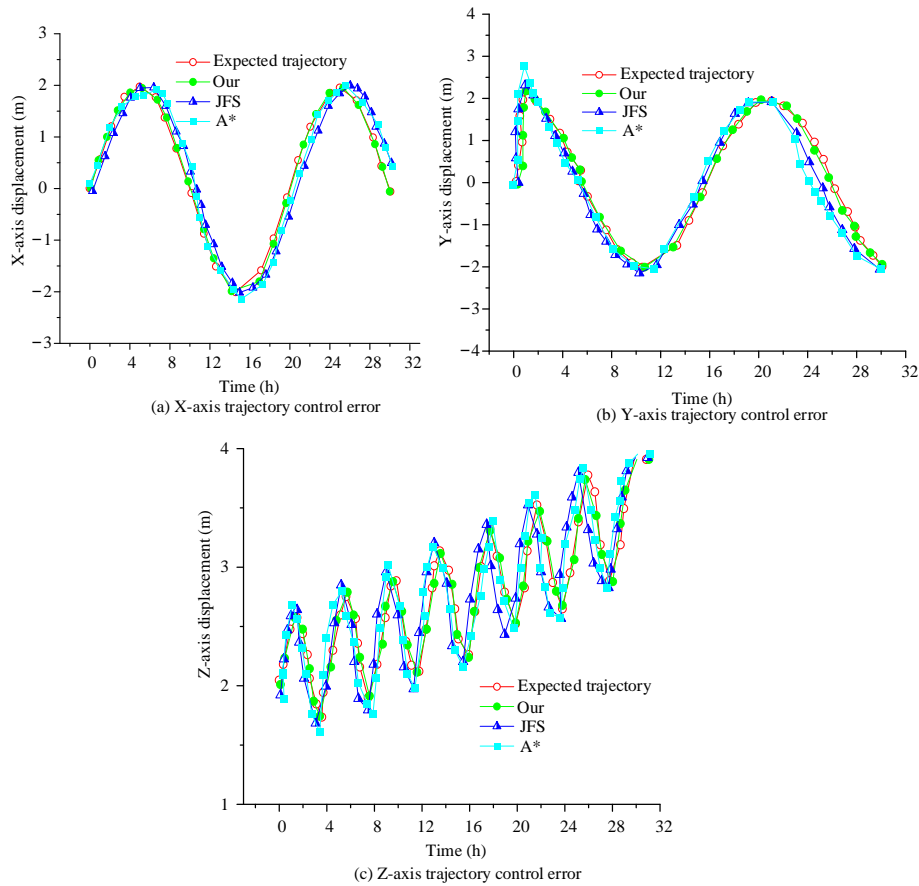 3
2
1
0
−1
−2
−3
X-axis displacement (m)
Expected trajectory
Our
JFS
A*
0 4 8 12 16 20 24 28 32
Time (h)
(a) X-axis trajectory control error
4
3
2
1
0
−1
−2
−3
−4
Y-axis displacement (m)
Expected trajectory
Our
JFS
A*
0 4 8 12 16 20 24 28 32
Time (h)
(b) Y-axis trajectory control error
4
3
2
1
Z-axis displacement (m)
Expected trajectory
Our
JFS
A*
0 4 8 12 16 20 24 28 32
Time (h)
(c) Z-axis trajectory control error